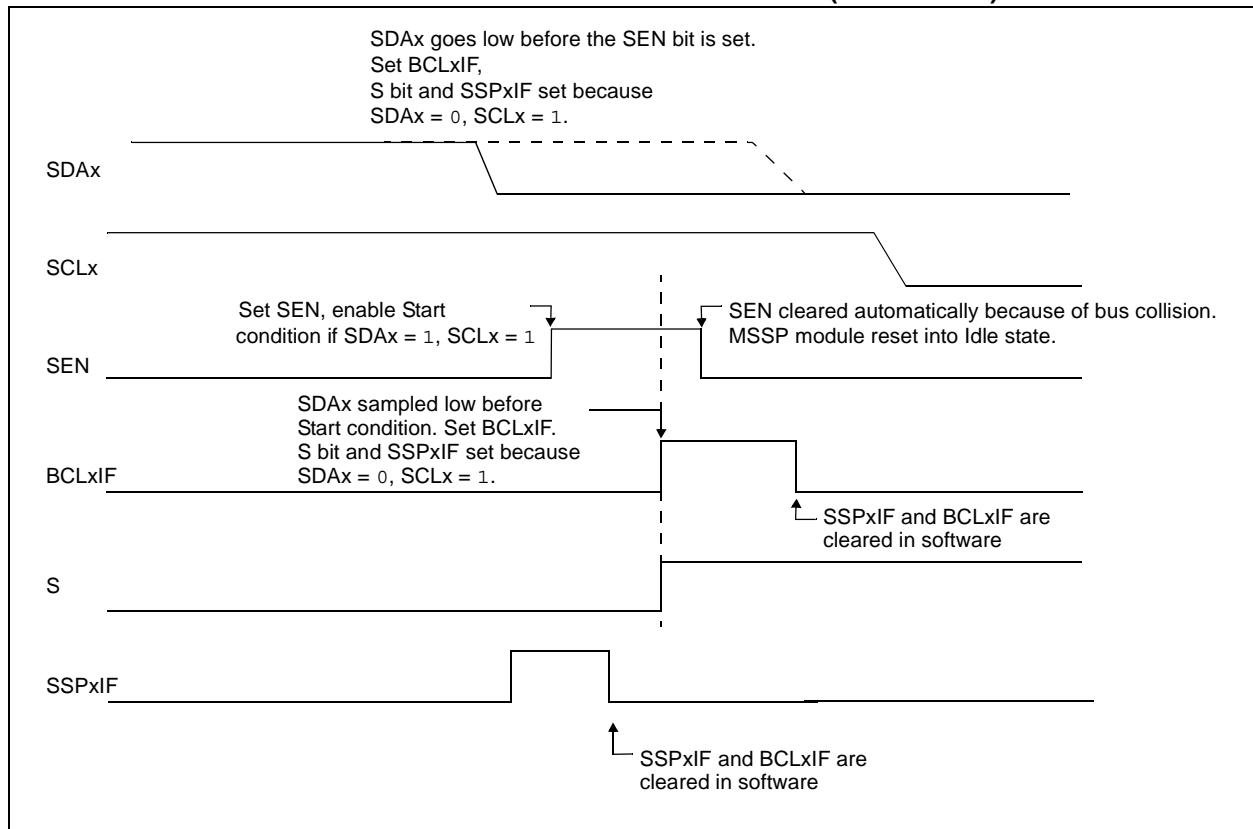 SDAx goes low before the SEN bit is set.
Set BCLxIF,
S bit and SSPxIF set because
SDAx = 0, SCLx = 1.
SDAx
SCLx
Set SEN, enable Start
condition if SDAx = 1, SCLx = 1
SEN cleared automatically because of bus collision.
MSSP module reset into Idle state.
SEN
SDAx sampled low before
Start condition. Set BCLxIF.
S bit and SSPxIF set because
SDAx = 0, SCLx = 1.
BCLxIF
SSPxIF and BCLxIF are
cleared in software
S
SSPxIF
SSPxIF and BCLxIF are
cleared in software